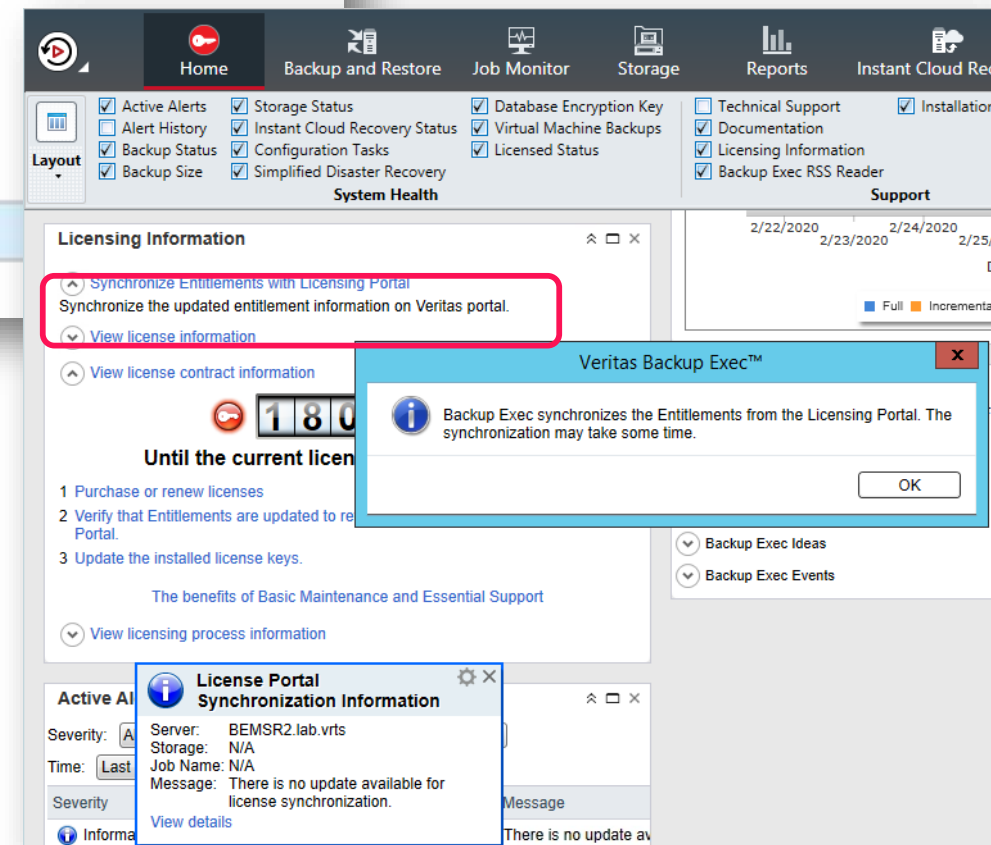 Home
Backup and Restore
Job Monitor
Storage
Reports
Instant Cloud Rec
Layout
Active Alerts
Alert History
Backup Status
Backup Size
Storage Status
Instant Cloud Recovery Status
Configuration Tasks
Simplified Disaster Recovery
Database Encryption Key
Virtual Machine Backups
Licensed Status
System Health
Technical Support
Documentation
Licensing Information
Backup Exec RSS Reader
Installation
Support
Licensing Information
Synchronize Entitlements with Licensing Portal
Synchronize the updated entitlement information on Veritas portal.
View license information
View license contract information
180
Until the current licen
1 Purchase or renew licenses
2 Verify that Entitlements are updated to re
Portal.
3 Update the installed license keys.
The benefits of Basic Maintenance and Essential Support
View licensing process information
2/22/2020
2/23/2020
2/24/2020
2/25/
Full
Incrementa
Veritas Backup Exec™
x
Backup Exec synchronizes the Entitlements from the Licensing Portal. The
synchronization may take some time.
OK
Backup Exec Ideas
Backup Exec Events
Active Al
Severity: A
Time: Last
Severity
Message
Informa
There is no update av
License Portal
Synchronization Information
Server: BEMSR2.lab.vrts
Storage: N/A
Job Name: N/A
Message: There is no update available for
license synchronization.
View details